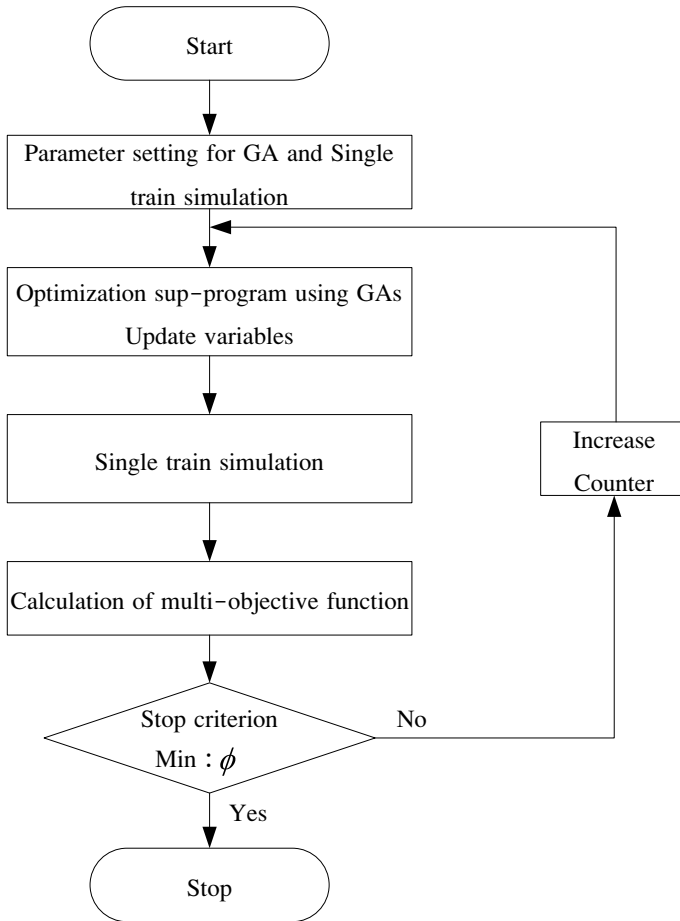 Start
Parameter setting for GA and Single
train simulation
Optimization sup-program using GAs
Update variables
Single train simulation
Increase
Counter
Calculation of multi-objective function
Stop criterion
Min : ϕ
No
Yes
Stop